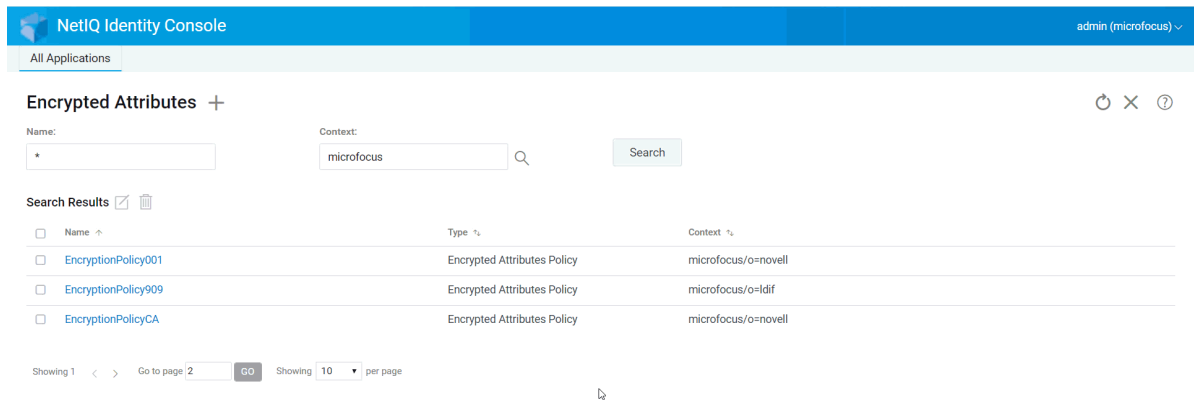 NetIQ Identity Console
admin (microfocus)
All Applications
Encrypted Attributes
Name:
Context:
*
microfocus
Search
Search Results
Name
Type
Context
EncryptionPolicy001
Encrypted Attributes Policy
microfocus/o=novell
EncryptionPolicy909
Encrypted Attributes Policy
microfocus/o=ldif
EncryptionPolicyCA
Encrypted Attributes Policy
microfocus/o=novell
Showing 1
Go to page 2
GO
Showing 10 per page